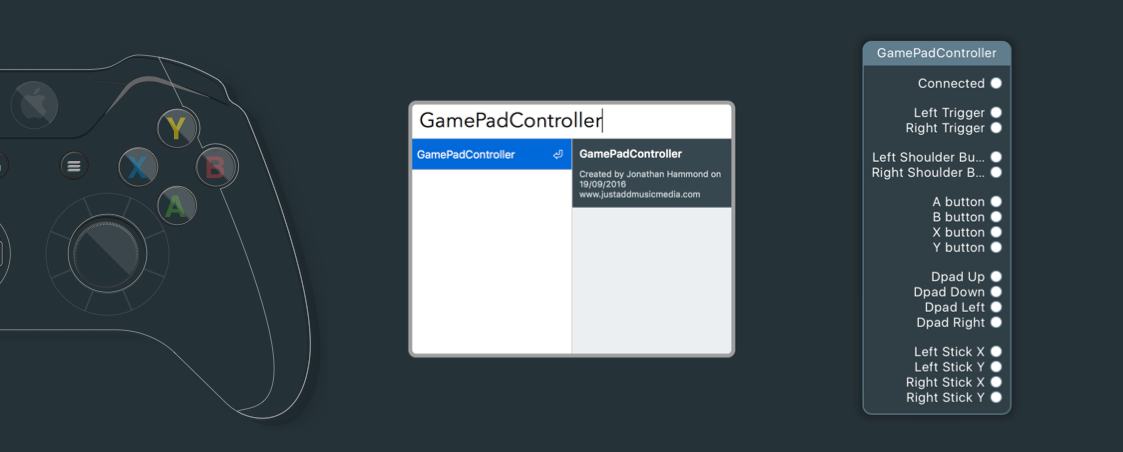 Y
X
B
A
GamePadController
GamePadController
GamePadController
Created by Jonathan Hammond on
19/09/2016
www.justaddmusicmedia.com
GamePadController
Connected
Left Trigger
Right Trigger
Left Shoulder Bu...
Right Shoulder B...
A button
B button
X button
Y button
Dpad Up
Dpad Down
Dpad Left
Dpad Right
Left Stick X
Left Stick Y
Right Stick X
Right Stick Y